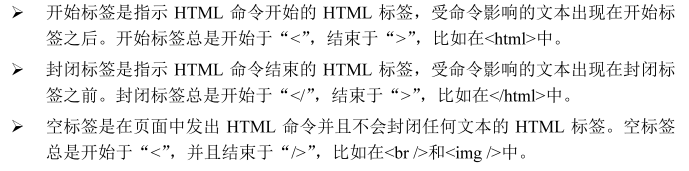 ➢ 开始标签是指示 HTML 命令开始的 HTML 标签，受命令影响的文本出现在开始标
签之后。开始标签总是开始于“<”，结束于“>”，比如在<html>中。
➢ 封闭标签是指示 HTML 命令结束的 HTML 标签，受命令影响的文本出现在封闭标
签之前。封闭标签总是开始于“</”，结束于“>”，比如在</html>中。
➢ 空标签是在页面中发出 HTML 命令并且不会封闭任何文本的 HTML 标签。空标签
总是开始于“<”，并且结束于“/>”，比如在<br />和<img />中。